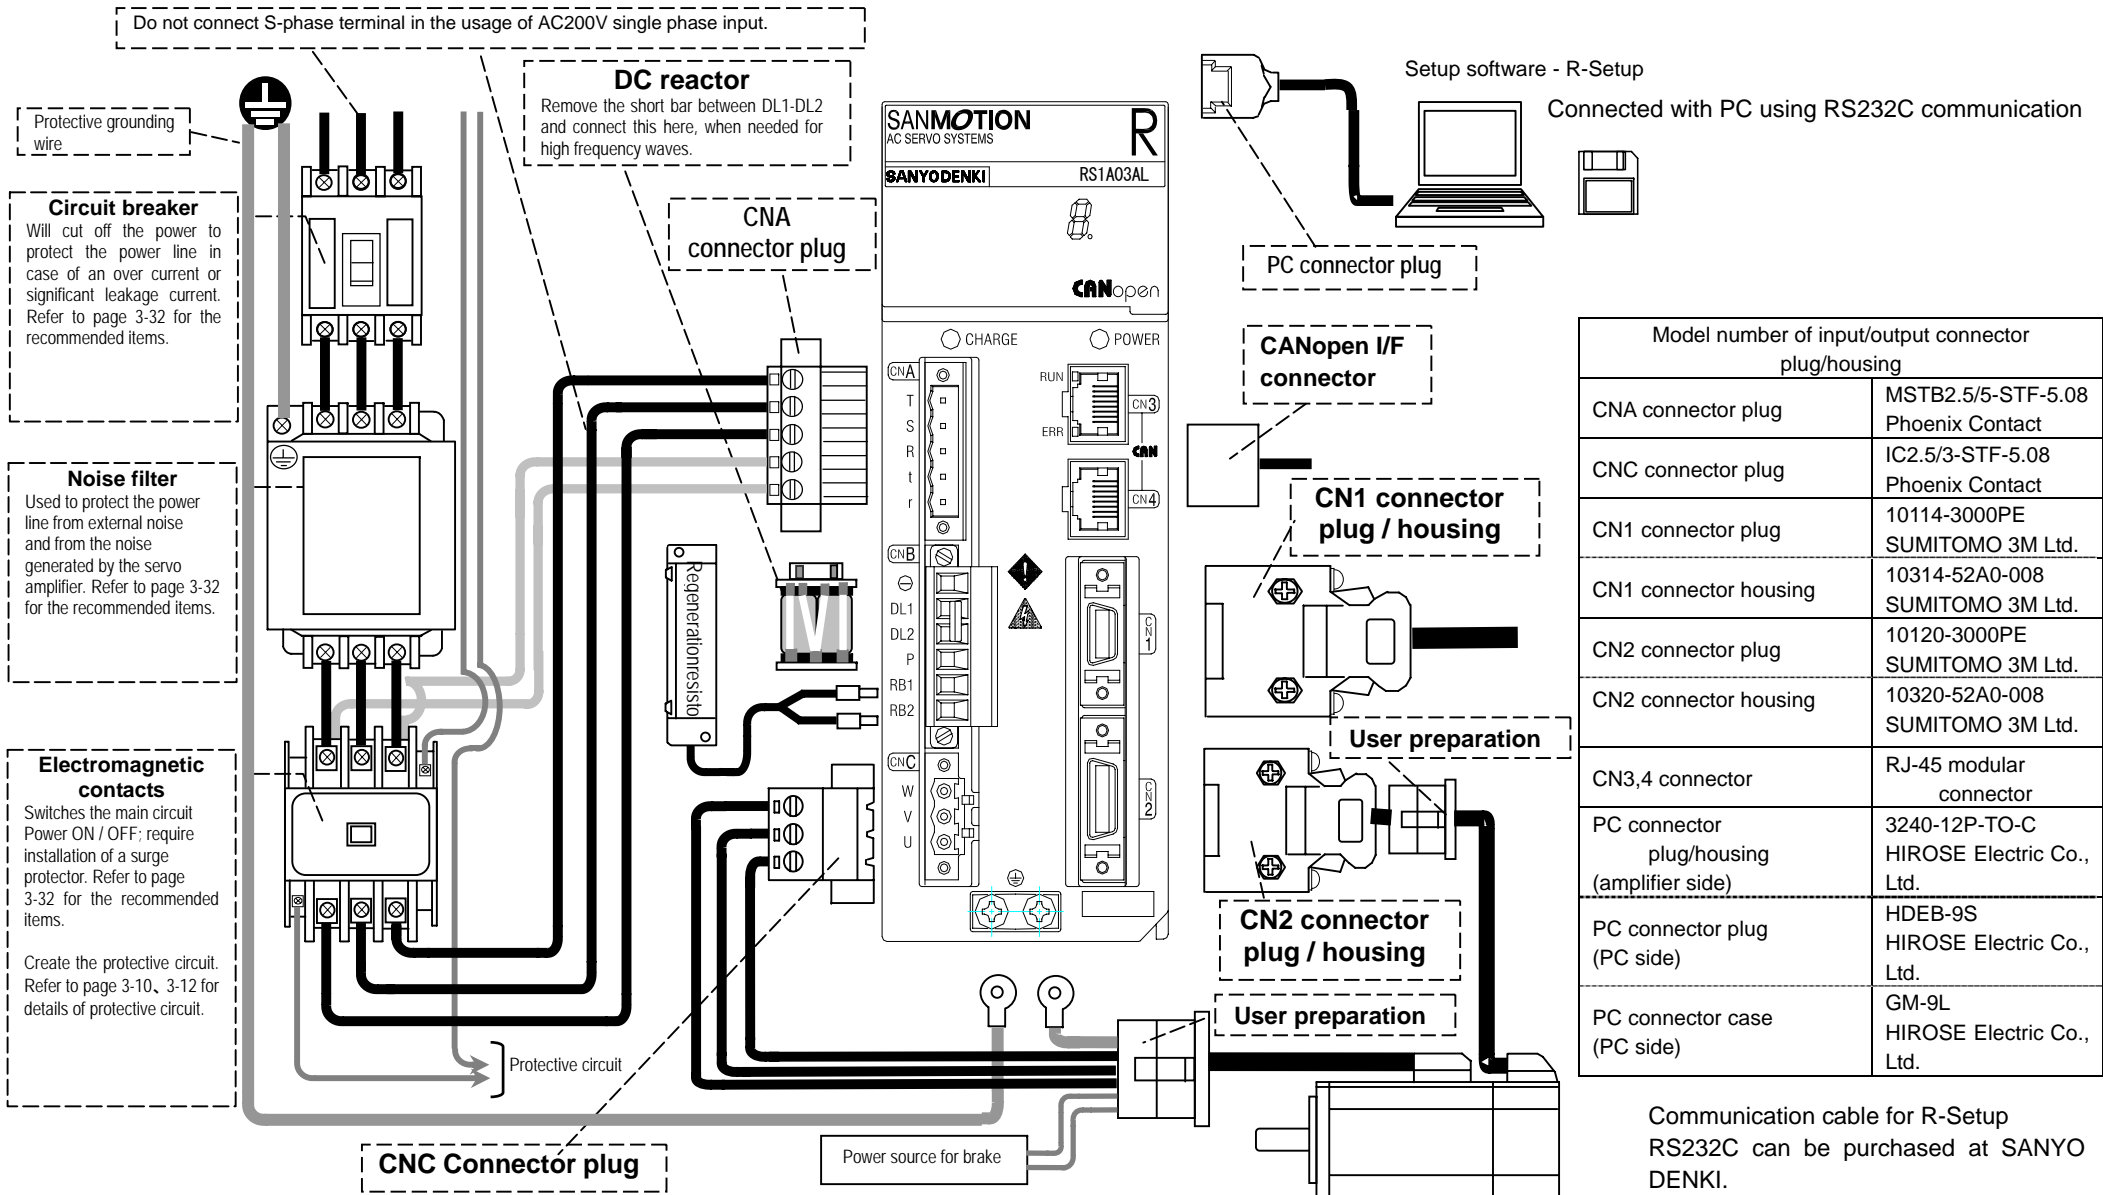 Do not connect S-phase terminal in the usage of AC200V single phase input.
Protective grounding
wire
Circuit breaker
Will cut off the power to
protect the power line in
case of an over current or
significant leakage current.
Refer to page 3-32 for the
recommended items.
Noise filter
Used to protect the power
line from external noise
and from the noise
generated by the servo
amplifier. Refer to page 3-32
for the recommended items.
Electromagnetic
contacts
Switches the main circuit
Power ON / OFF; require
installation of a surge
protector. Refer to page
3-32 for the recommended
items.
Create the protective circuit.
Refer to page 3-10、3-12 for
details of protective circuit.
DC reactor
Remove the short bar between DL1-DL2
and connect this here, when needed for
high frequency waves.
CNA
connector plug
Regenerationresisto
Protective circuit
CNC Connector plug
Power source for brake
SANMOTION
AC SERVO SYSTEMS
R
SANYODENKI
RS1A03AL
8.
CANopen
CHARGE
POWER
CNA
T
S
R
t
r
CNB
⊖
DL1
DL2
P
RB1
RB2
CNC
W
V
U
RUN
ERR
CN3
CAN
CN4
CN1
CN2
Setup software - R-Setup
Connected with PC using RS232C communication
PC connector plug
CANopen I/F
connector
CN1 connector
plug / housing
User preparation
CN2 connector
plug / housing
User preparation
Model number of input/output connector
plug/housing
CNA connector plug
MSTB2.5/5-STF-5.08
Phoenix Contact
CNC connector plug
IC2.5/3-STF-5.08
Phoenix Contact
CN1 connector plug
10114-3000PE
SUMITOMO 3M Ltd.
CN1 connector housing
10314-52A0-008
SUMITOMO 3M Ltd.
CN2 connector plug
10120-3000PE
SUMITOMO 3M Ltd.
CN2 connector housing
10320-52A0-008
SUMITOMO 3M Ltd.
CN3,4 connector
RJ-45 modular
connector
PC connector
plug/housing
(amplifier side)
3240-12P-TO-C
HIROSE Electric Co.,
Ltd.
PC connector plug
(PC side)
HDEB-9S
HIROSE Electric Co.,
Ltd.
PC connector case
(PC side)
GM-9L
HIROSE Electric Co.,
Ltd.
Communication cable for R-Setup
RS232C can be purchased at SANYO
DENKI.